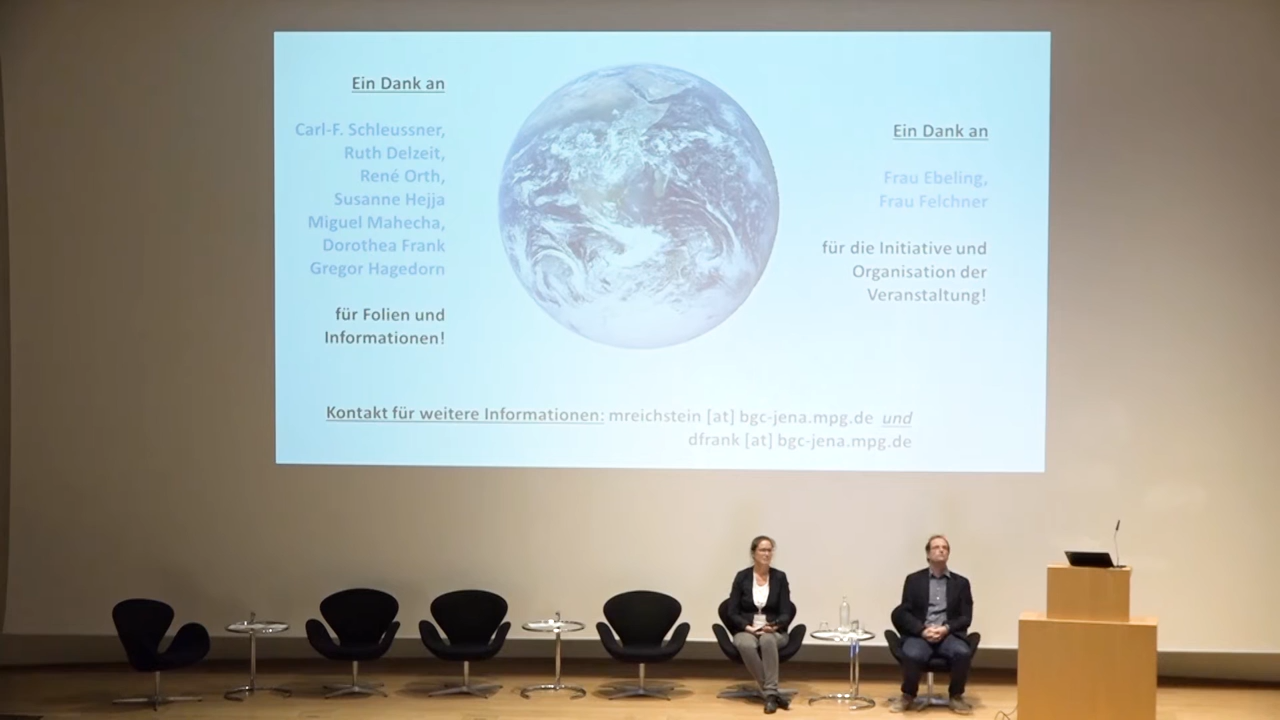 Ein Dank an
Carl-F. Schleussner,
Ruth Delzeit,
René Orth,
Susanne Hejja
Miguel Mahecha,
Dorothea Frank
Gregor Hagedorn
für Folien und
Informationen!
Ein Dank an
Frau Ebeling,
Frau Felchner
für die Initiative und
Organisation der
Veranstaltung!
Kontakt für weitere Informationen: mreichstein [at] bgc-jena.mpg.de und
dfrank [at] bgc-jena.mpg.de